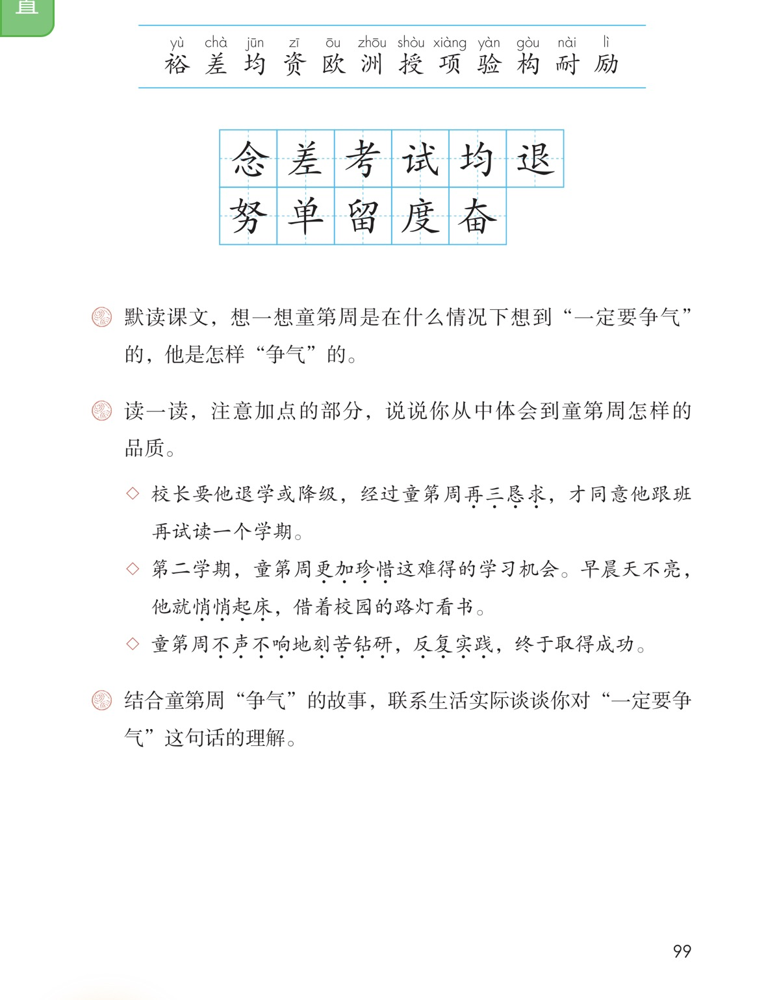 直
yù chà jūn zī ōu zhōu shòu xiàng yàn gòu nài lì
裕 差 均 资 欧 洲 授 项 验 构 耐 励
念差考试均退
努单留度奋
默读课文，想一想童第周是在什么情况下想到“一定要争气”
的，他是怎样“争气”的。
读一读，注意加点的部分，说说你从中体会到童第周怎样的
品质。
◇ 校长要他退学或降级，经过童第周再三恳求，才同意他跟班
再试读一个学期。
◇ 第二学期，童第周更加珍惜这难得的学习机会。早晨天不亮，
他就悄悄起床，借着校园的路灯看书。
◇ 童第周不声不响地刻苦钻研，反复实践，终于取得成功。
结合童第周“争气”的故事，联系生活实际谈谈你对“一定要争
气”这句话的理解。
99